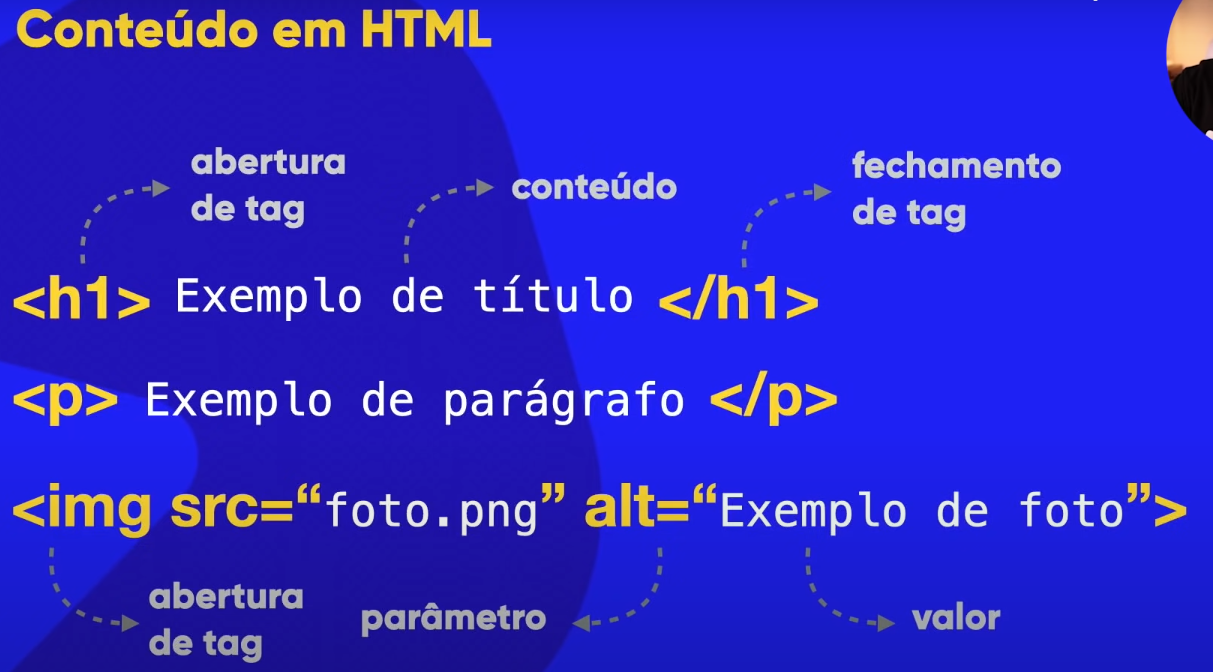 Conteúdo em HTML
abertura
de tag
conteúdo
fechamento
de tag
<h1> Exemplo de título </h1>
<p> Exemplo de parágrafo </p>
<img src=“foto.png” alt=“Exemplo de foto”>
abertura
de tag
parâmetro
valor